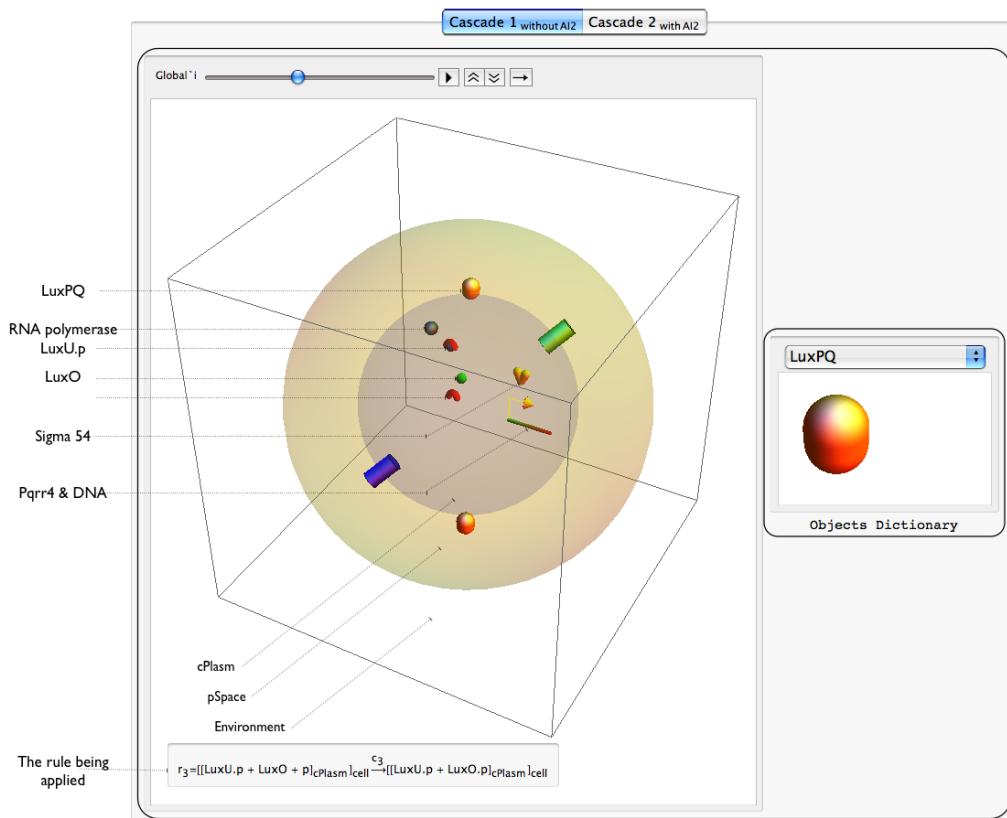 Cascade 1 without AI2 Cascade 2 with AI2
Global`i
LuxPQ
RNA polymerase
LuxU.p
LuxO
Sigma 54
Pqrr4 & DNA
cPlasm
pSpace
Environment
The rule being
applied
r3=[[LuxU.p + LuxO + p]cPlasm]cell c3→[[LuxU.p + LuxO.p]cPlasm]cell
LuxPQ
Objects Dictionary